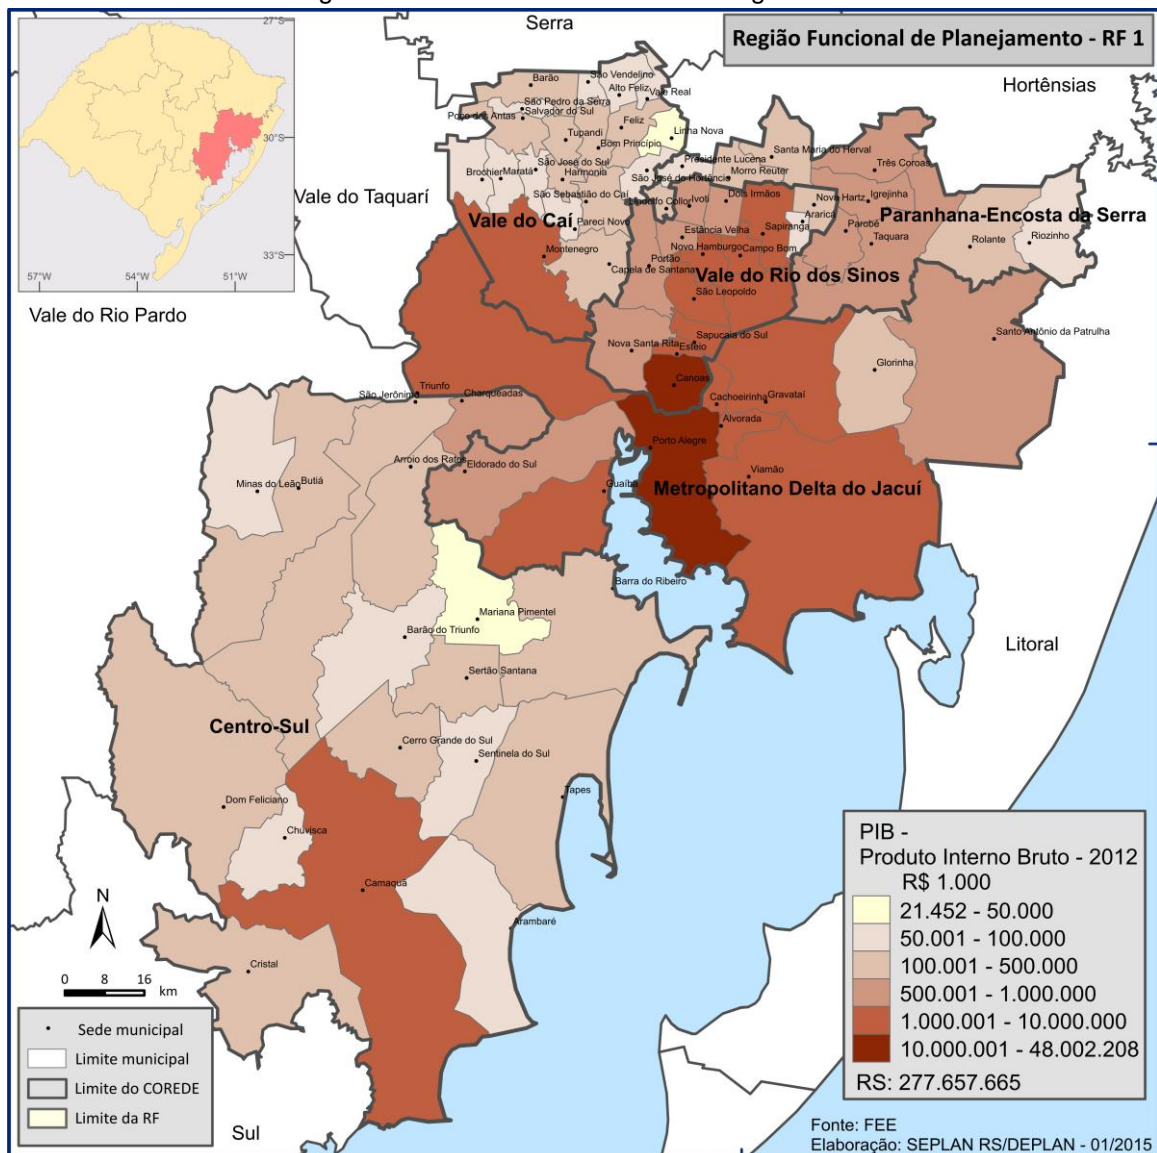 Serra
Região Funcional de Planejamento - RF 1
Hortênsias
27°S
30°S
33°S
57°W
54°W
51°W
Vale do Taquarí
Vale do Rio Pardo
Barão
São Vendelino
Alto Feliz
Vale Real
São Pedro da Serra
Salvador do Sul
Poço das Antas
Feliz
Linha Nova
Tupandi
Bom Princípio
Santa Maria do Herval
Presidente Lucena
Morro Reuter
Três Coroas
São José do Sul
Brochier
Maratá
Harmonia
São José do Hortêncio
São Sebastião do Caí
Lindolfo Collor
Ivoti
Dois Irmãos
Nova Hartz
Igrejinha
Araricá
Paranhana-Encosta da Serra
Vale do Caí
Pareci Novo
Estância Velha
Sapiranga
Parobé
Taquara
Rolante
Riozinho
Montenegro
Novo Hamburgo
Campo Bom
Portão
Capela de Santana
Vale do Rio dos Sinos
São Leopoldo
Sapucaia do Sul
Nova Santa Rita
Esteio
Santo Antônio da Patrulha
Glorinha
Canoas
Triunfo
São Jerônimo
Charqueadas
Cachoeirinha
Gravataí
Alvorada
Porto Alegre
Arroio dos Ratos
Eldorado do Sul
Viamão
Minas do Leão
Butiá
Guaíba
Metropolitano Delta do Jacuí
Barra do Ribeiro
Mariana Pimentel
Barão do Triunfo
Litoral
Sertão Santana
Centro-Sul
Cerro Grande do Sul
Sentinela do Sul
Dom Feliciano
Tapes
Chuvisca
Camaquã
Arambaré
Cristal
N
0 8 16
km
Sede municipal
Limite municipal
Limite do COREDE
Limite da RF
Sul
PIB -
Produto Interno Bruto - 2012
R$ 1.000
21.452 - 50.000
50.001 - 100.000
100.001 - 500.000
500.001 - 1.000.000
1.000.001 - 10.000.000
10.000.001 - 48.002.208
RS: 277.657.665
Fonte: FEE
Elaboração: SEPLAN RS/DEPLAN - 01/2015